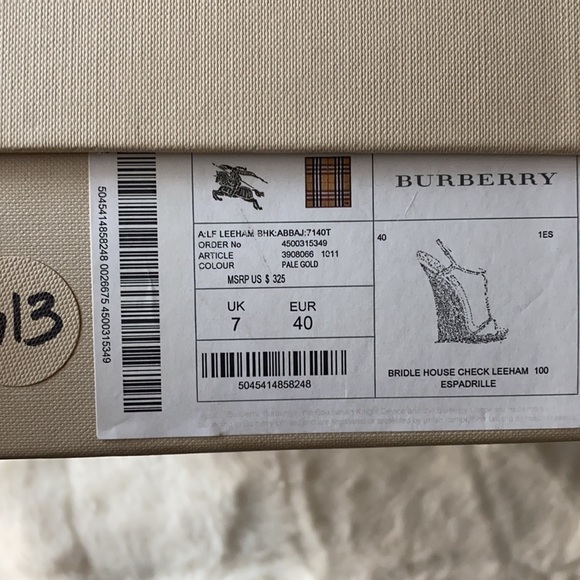 BURBERRY
A:LF LEEHAM BHK:ABBAJ:7140T
ORDER No 4500315349
ARTICLE 3908066 1011
COLOUR PALE GOLD
MSRP US $ 325
UK EUR
7 40
5045414858248
5045414858248 0026675 4500315349
40 1ES
BRIDLE HOUSE CHECK LEEHAM 100
ESPADRILLE
13